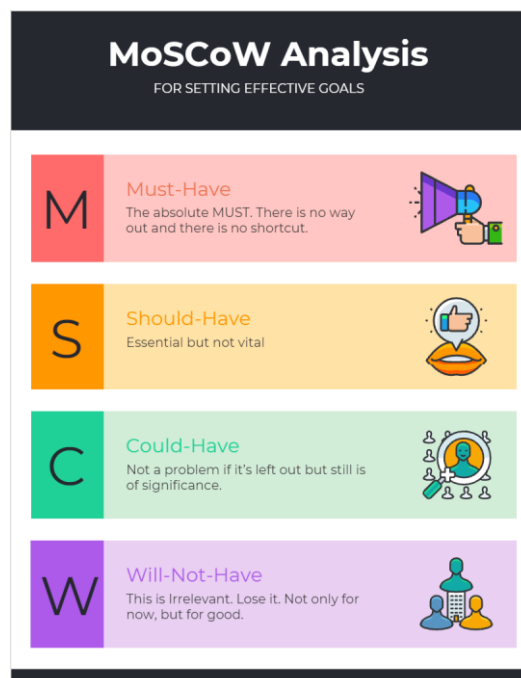 MoSCoW Analysis
FOR SETTING EFFECTIVE GOALS
M
Must-Have
The absolute MUST. There is no way
out and there is no shortcut.
S
Should-Have
Essential but not vital
C
Could-Have
Not a problem if it's left out but still is
of significance.
W
Will-Not-Have
This is Irrelevant. Lose it. Not only for
now, but for good.